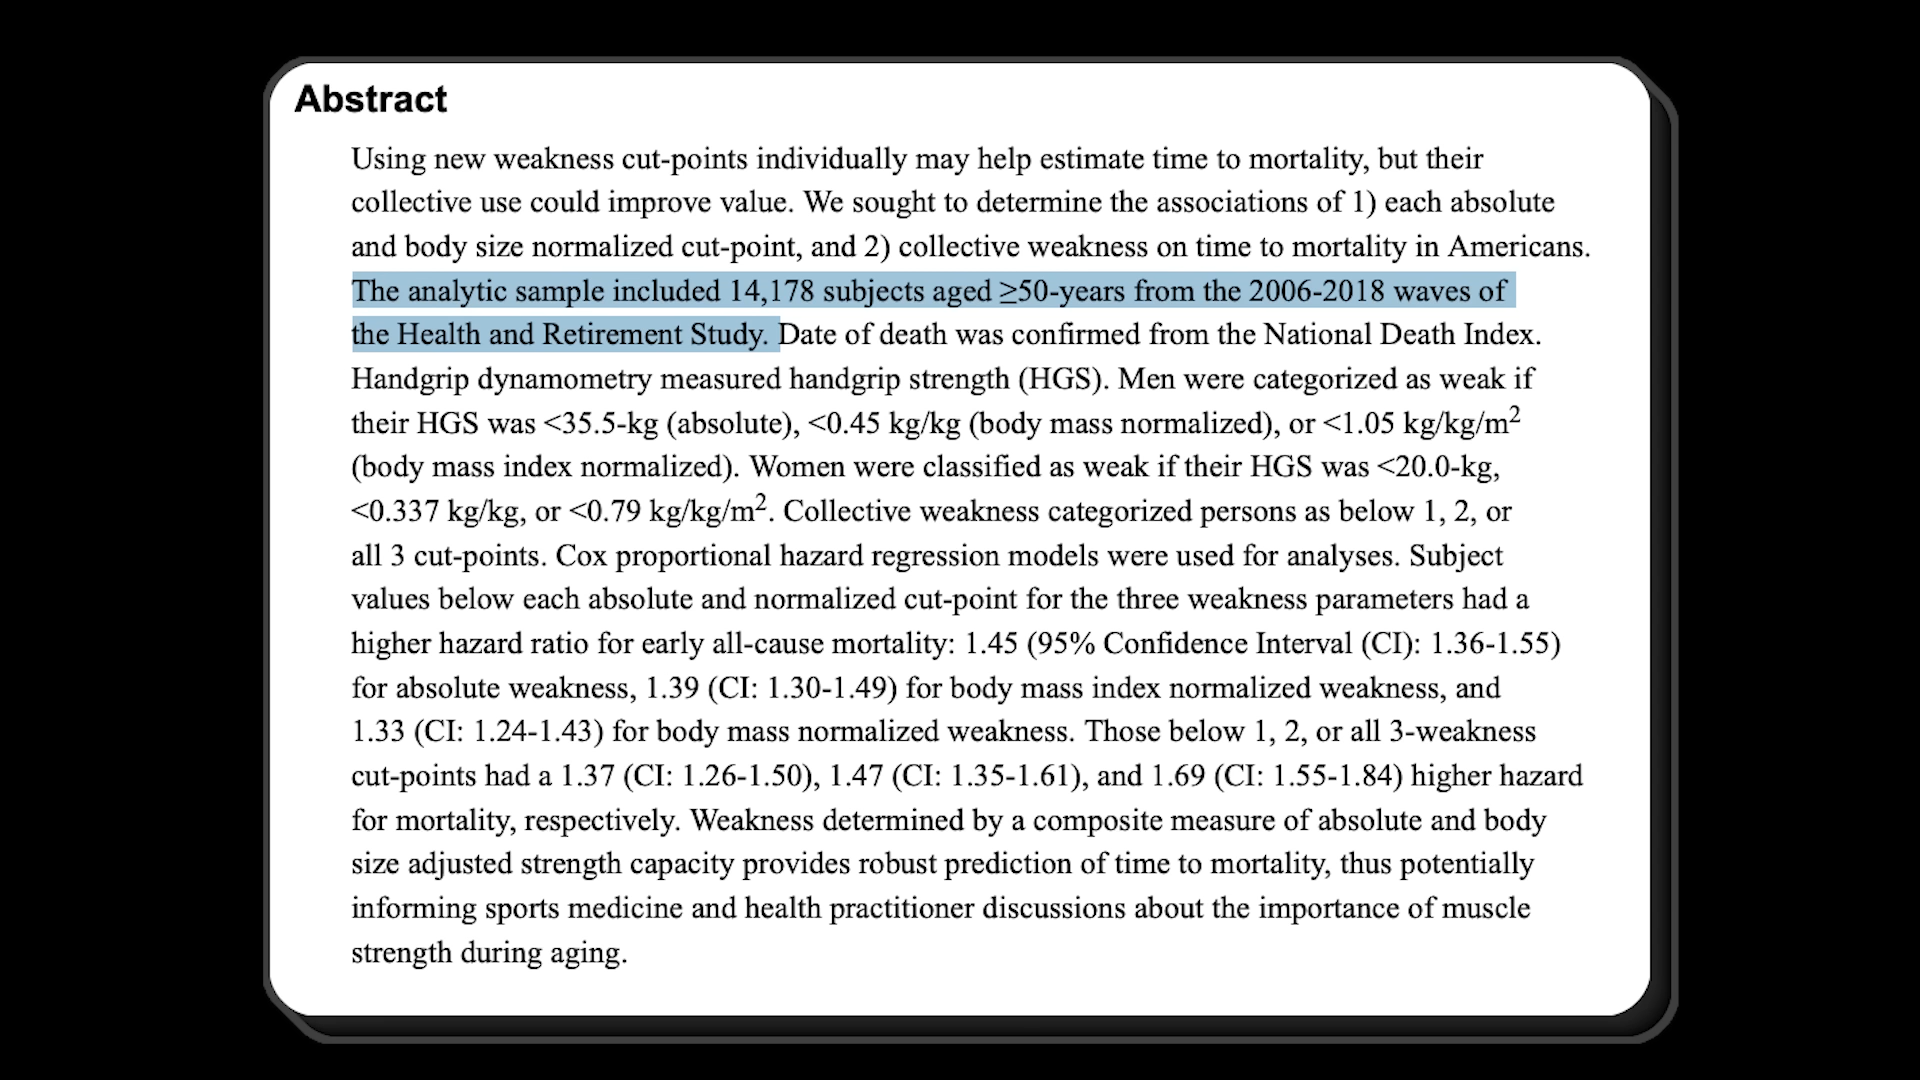 Abstract
Using new weakness cut-points individually may help estimate time to mortality, but their
collective use could improve value. We sought to determine the associations of 1) each absolute
and body size normalized cut-point, and 2) collective weakness on time to mortality in Americans.
The analytic sample included 14,178 subjects aged ≥50-years from the 2006-2018 waves of
the Health and Retirement Study. Date of death was confirmed from the National Death Index.
Handgrip dynamometry measured handgrip strength (HGS). Men were categorized as weak if
their HGS was <35.5-kg (absolute), <0.45 kg/kg (body mass normalized), or <1.05 kg/kg/m²
(body mass index normalized). Women were classified as weak if their HGS was <20.0-kg,
<0.337 kg/kg, or <0.79 kg/kg/m². Collective weakness categorized persons as below 1, 2, or
all 3 cut-points. Cox proportional hazard regression models were used for analyses. Subject
values below each absolute and normalized cut-point for the three weakness parameters had a
higher hazard ratio for early all-cause mortality: 1.45 (95% Confidence Interval (CI): 1.36-1.55)
for absolute weakness, 1.39 (CI: 1.30-1.49) for body mass index normalized weakness, and
1.33 (CI: 1.24-1.43) for body mass normalized weakness. Those below 1, 2, or all 3-weakness
cut-points had a 1.37 (CI: 1.26-1.50), 1.47 (CI: 1.35-1.61), and 1.69 (CI: 1.55-1.84) higher hazard
for mortality, respectively. Weakness determined by a composite measure of absolute and body
size adjusted strength capacity provides robust prediction of time to mortality, thus potentially
informing sports medicine and health practitioner discussions about the importance of muscle
strength during aging.